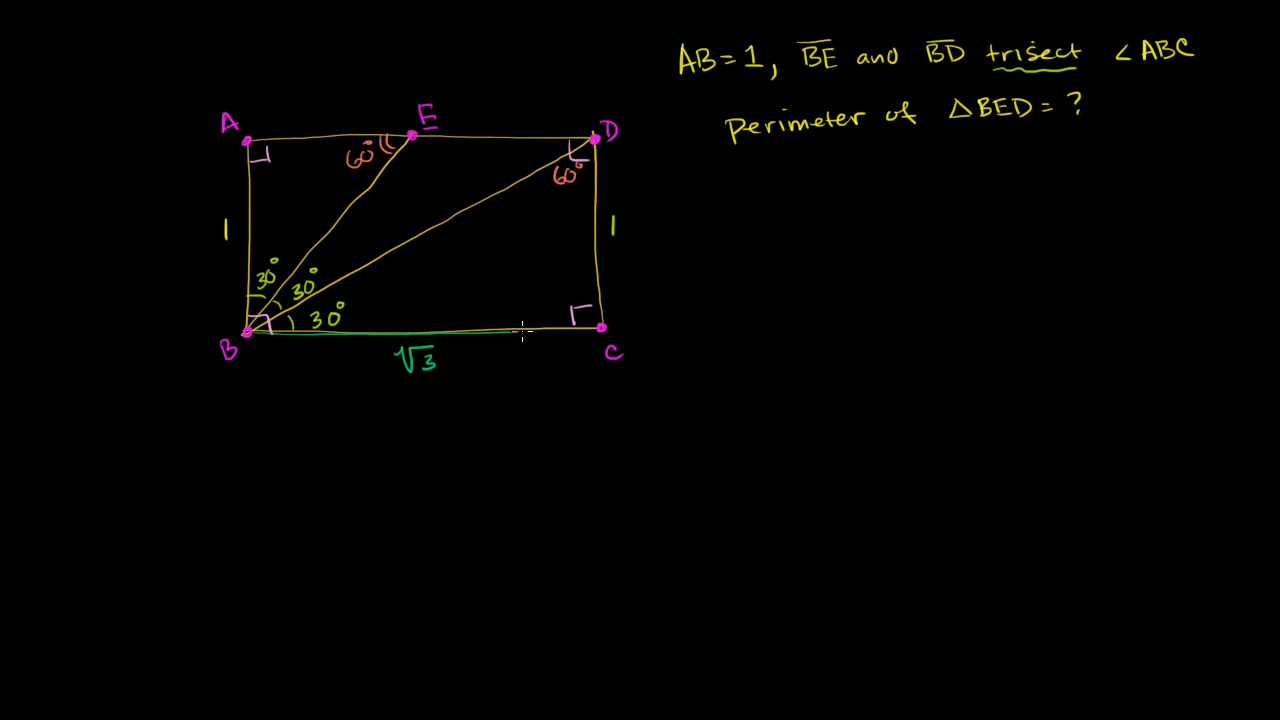 AB = 1, BE and BD trisect ∠ABC
Perimeter of △BED = ?
A
E
D
60°
60°
1
1
30°
30°
30°
B
√3
C